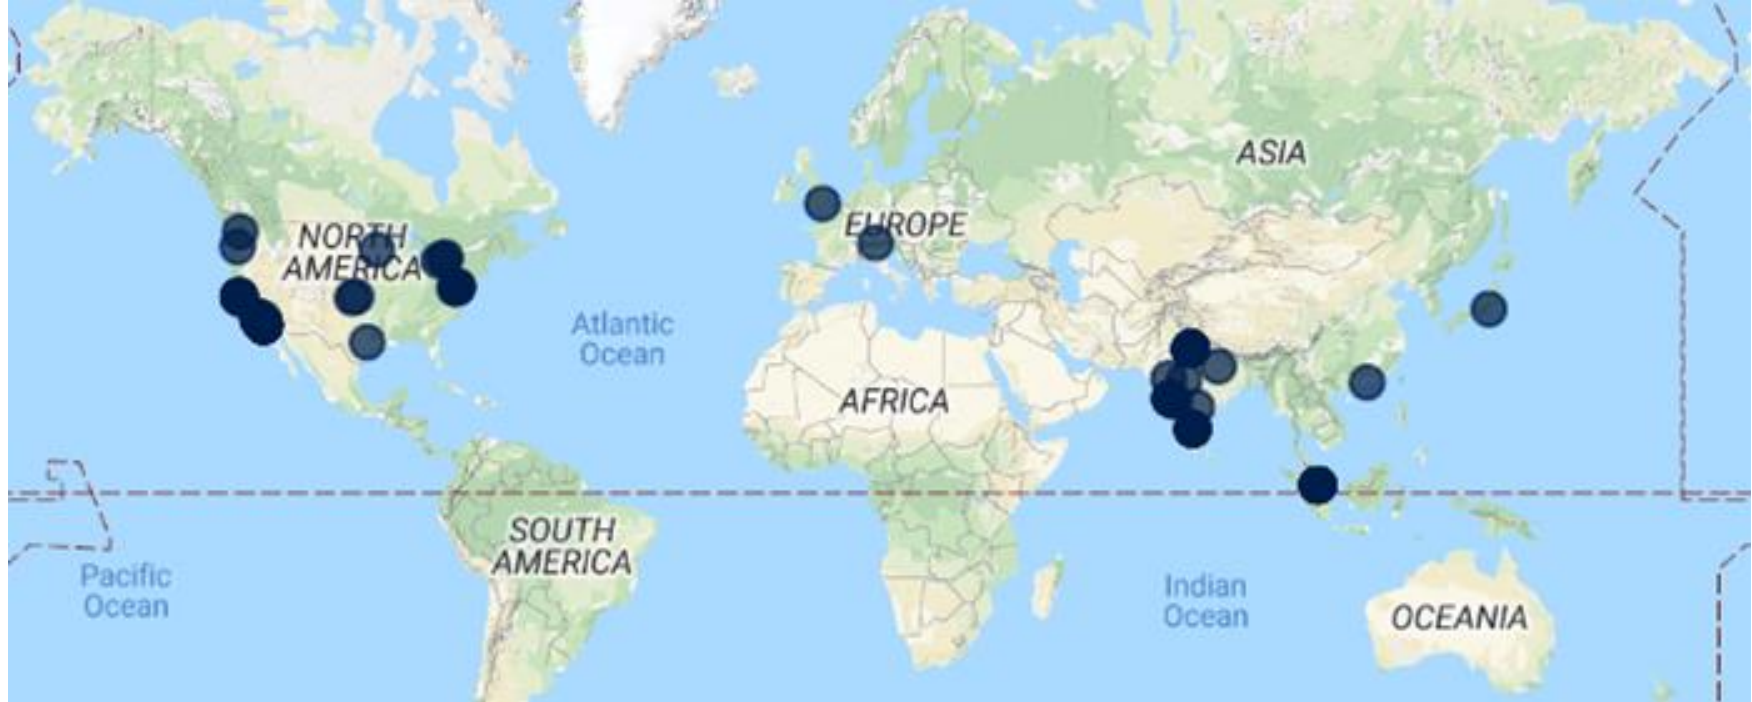 ASIA
EUROPE
NORTH
AMERICA
Atlantic
Ocean
AFRICA
SOUTH
AMERICA
Pacific
Ocean
Indian
Ocean
OCEANIA